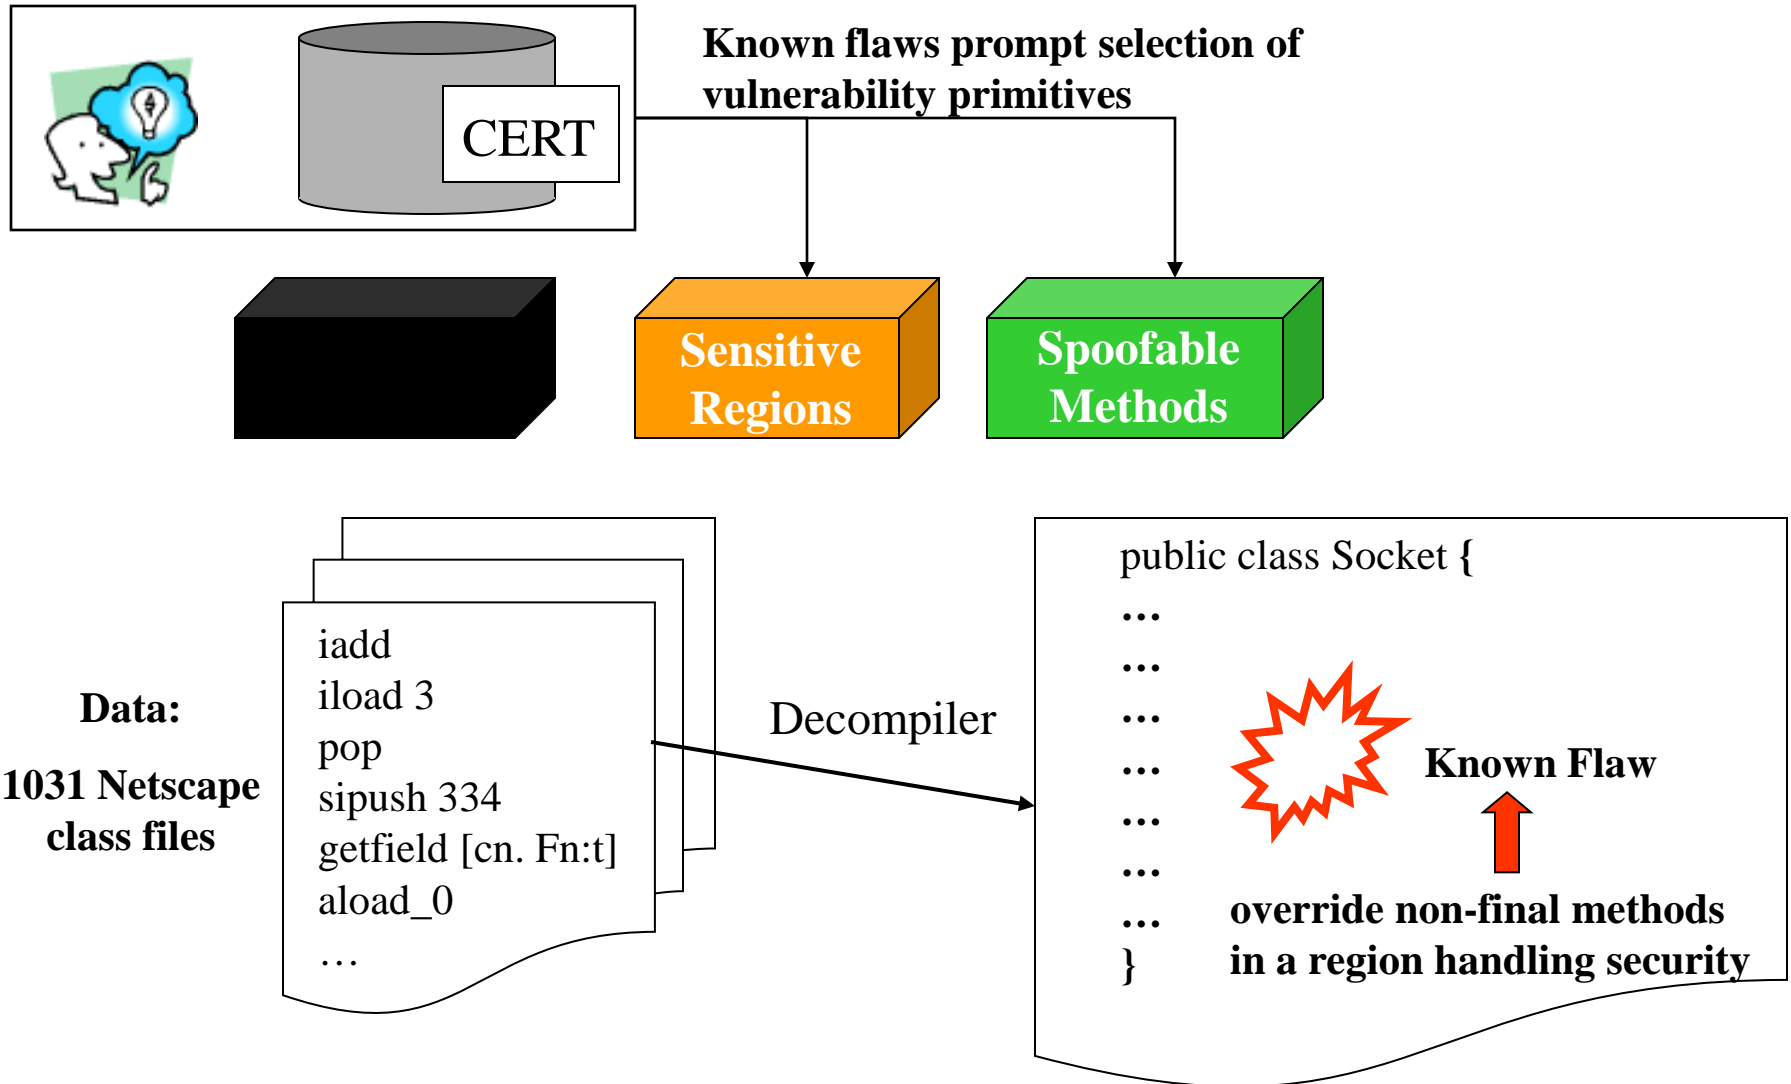 Known flaws prompt selection of
vulnerability primitives
CERT
Sensitive
Regions
Spoofable
Methods
Data:
1031 Netscape
class files
iadd
iload 3
pop
sipush 334
getfield [cn. Fn:t]
aload_0
…
Decompiler
public class Socket {
...
...
...
...
...
...
...
}
Known Flaw
override non-final methods
in a region handling security